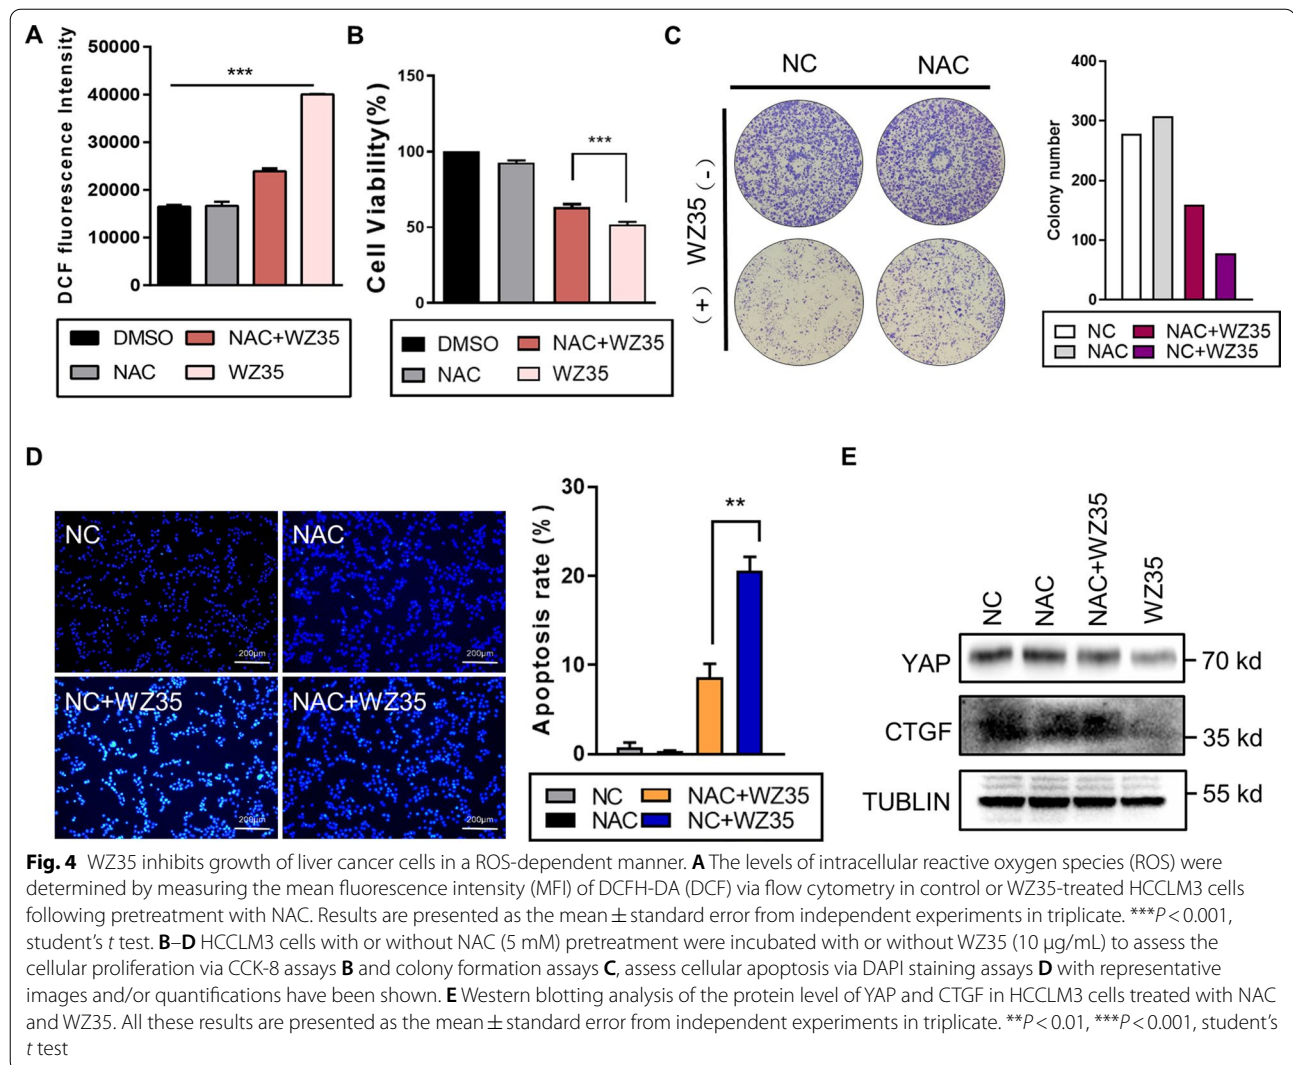 A
50000
40000
30000
20000
10000
0
DCF fluorescence Intensity
***
DMSO
NAC+WZ35
NAC
WZ35
B
150
100
50
0
Cell Viability(%)
***
DMSO
NAC+WZ35
NAC
WZ35
C
NC
NAC
WZ35
(-)
(+)
400
300
200
100
0
Colony number
NC
NAC+WZ35
NAC
NC+WZ35
D
NC
200μm
NAC
200μm
NC+WZ35
200μm
NAC+WZ35
200μm
30
20
10
0
Apoptosis rate (%)
**
NC
NAC+WZ35
NAC
NC+WZ35
E
NC
NAC
NAC+WZ35
WZ35
YAP
70 kd
CTGF
35 kd
TUBLIN
55 kd
Fig. 4 WZ35 inhibits growth of liver cancer cells in a ROS-dependent manner. A The levels of intracellular reactive oxygen species (ROS) were
determined by measuring the mean fluorescence intensity (MFI) of DCFH-DA (DCF) via flow cytometry in control or WZ35-treated HCCLM3 cells
following pretreatment with NAC. Results are presented as the mean ± standard error from independent experiments in triplicate. ***P < 0.001,
student's t test. B–D HCCLM3 cells with or without NAC (5 mM) pretreatment were incubated with or without WZ35 (10 μg/mL) to assess the
cellular proliferation via CCK-8 assays B and colony formation assays C, assess cellular apoptosis via DAPI staining assays D with representative
images and/or quantifications have been shown. E Western blotting analysis of the protein level of YAP and CTGF in HCCLM3 cells treated with NAC
and WZ35. All these results are presented as the mean ± standard error from independent experiments in triplicate. **P < 0.01, ***P < 0.001, student's
t test